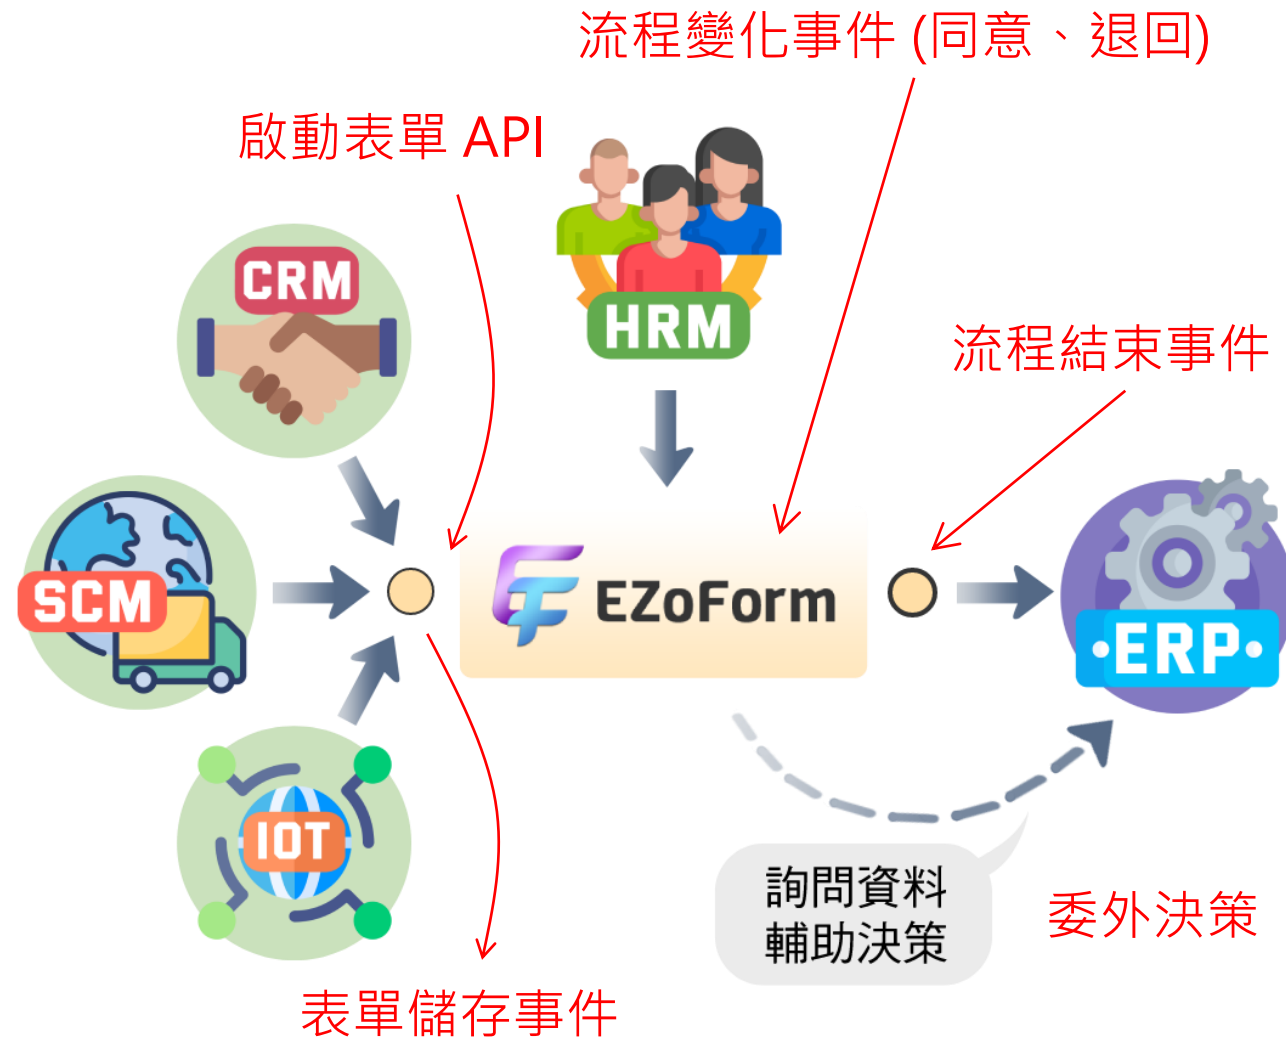 流程變化事件 (同意、退回)
啟動表單 API
CRM
HRM
流程結束事件
SCM
EZoForm
ERP
IOT
詢問資料
輔助決策
委外決策
表單儲存事件